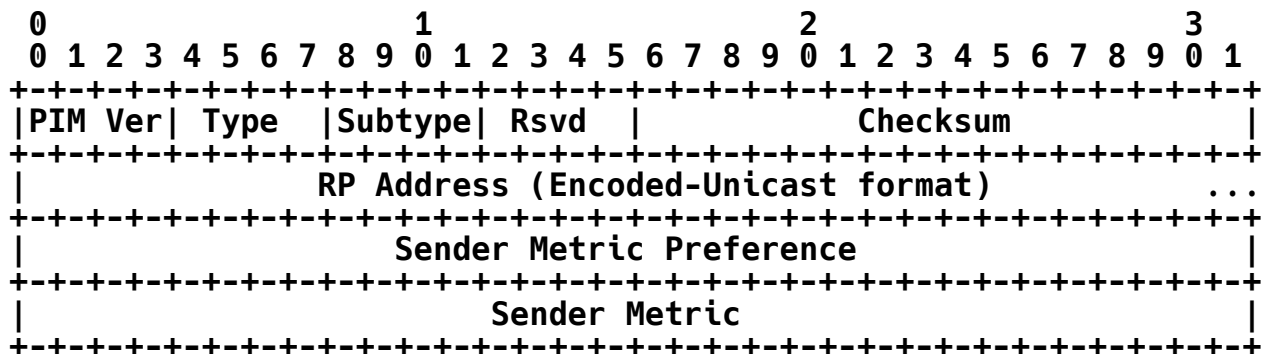 0                   1                   2                   3
 0 1 2 3 4 5 6 7 8 9 0 1 2 3 4 5 6 7 8 9 0 1 2 3 4 5 6 7 8 9 0 1
+-+-+-+-+-+-+-+-+-+-+-+-+-+-+-+-+-+-+-+-+-+-+-+-+-+-+-+-+-+-+-+-+
|PIM Ver| Type  |Subtype| Rsvd  |           Checksum            |
+-+-+-+-+-+-+-+-+-+-+-+-+-+-+-+-+-+-+-+-+-+-+-+-+-+-+-+-+-+-+-+-+
|               RP Address (Encoded-Unicast format)           ...
+-+-+-+-+-+-+-+-+-+-+-+-+-+-+-+-+-+-+-+-+-+-+-+-+-+-+-+-+-+-+-+-+
|                   Sender Metric Preference                    |
+-+-+-+-+-+-+-+-+-+-+-+-+-+-+-+-+-+-+-+-+-+-+-+-+-+-+-+-+-+-+-+-+
|                        Sender Metric                          |
+-+-+-+-+-+-+-+-+-+-+-+-+-+-+-+-+-+-+-+-+-+-+-+-+-+-+-+-+-+-+-+-+